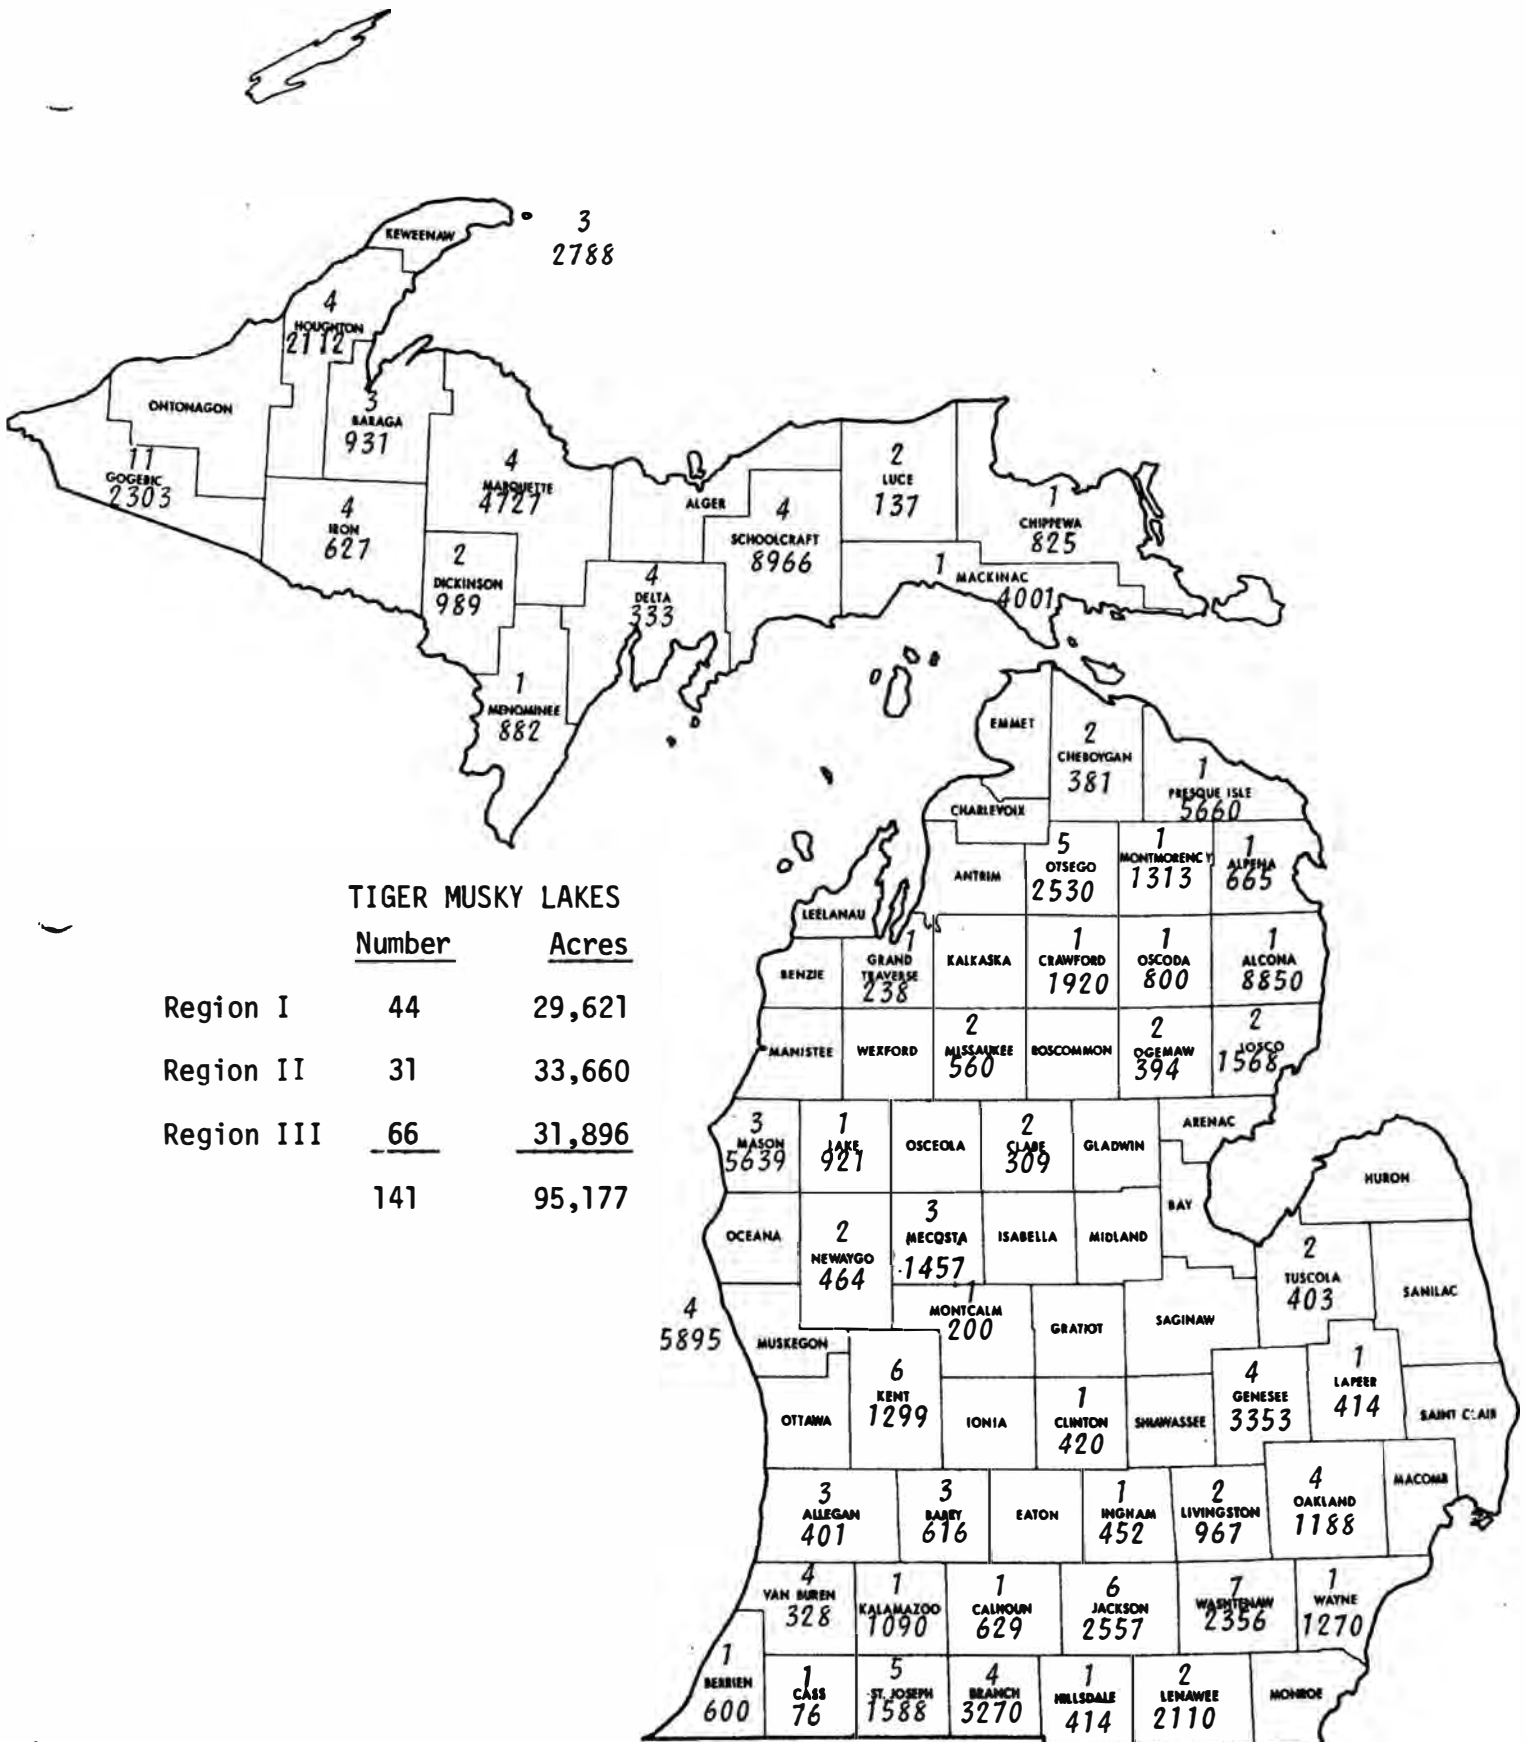 3
KEWEENAW
2788
4
HOUGHTON
2112
ONTONAGON
3
BARAGA
931
11
GOGEBIC
2303
4
MARQUETTE
4727
4
IRON
627
2
DICKINSON
989
ALGER
4
SCHOOLCRAFT
8966
2
LUCE
137
1
CHIPPEWA
825
1
MACKINAC
4001
4
DELTA
333
1
MENOMINEE
882
EMMET
2
CHEBOYGAN
381
1
PRESQUE ISLE
5660
CHARLEVOIX
ANTRIM
5
OTSEGO
2530
1
MONTMORENCY
1313
1
ALPENA
665
TIGER MUSKY LAKES
Number Acres
Region I 44 29,621
Region II 31 33,660
Region III 66 31,896
141 95,177
LEELANAU
BENZIE
1
GRAND
TRAVERSE
238
KALKASKA
1
CRAWFORD
1920
1
OSCODA
800
1
ALCONA
8850
MANISTEE
WEXFORD
2
MISSAUKEE
560
ROSCOMMON
2
OGEMAW
394
2
IOSCO
1568
3
MASON
5639
1
LAKE
921
OSCEOLA
2
CLARE
309
GLADWIN
ARENAC
HURON
BAY
OCEANA
2
NEWAYGO
464
3
MECOSTA
1457
ISABELLA
MIDLAND
2
TUSCOLA
403
SANILAC
4
5895
MUSKEGON
1
MONTCALM
200
GRATIOT
SAGINAW
6
KENT
1299
OTTAWA
IONIA
1
CLINTON
420
SHIAWASSEE
4
GENESEE
3353
1
LAPEER
414
SAINT CLAIR
3
ALLEGAN
401
3
BARRY
616
EATON
1
INGHAM
452
2
LIVINGSTON
967
4
OAKLAND
1188
MACOMB
4
VAN BUREN
328
1
KALAMAZOO
1090
1
CALHOUN
629
6
JACKSON
2557
7
WASHTENAW
2356
1
WAYNE
1270
1
BERRIEN
600
1
CASS
76
5
ST. JOSEPH
1588
4
BRANCH
3270
1
HILLSDALE
414
2
LENAWEE
2110
MONROE